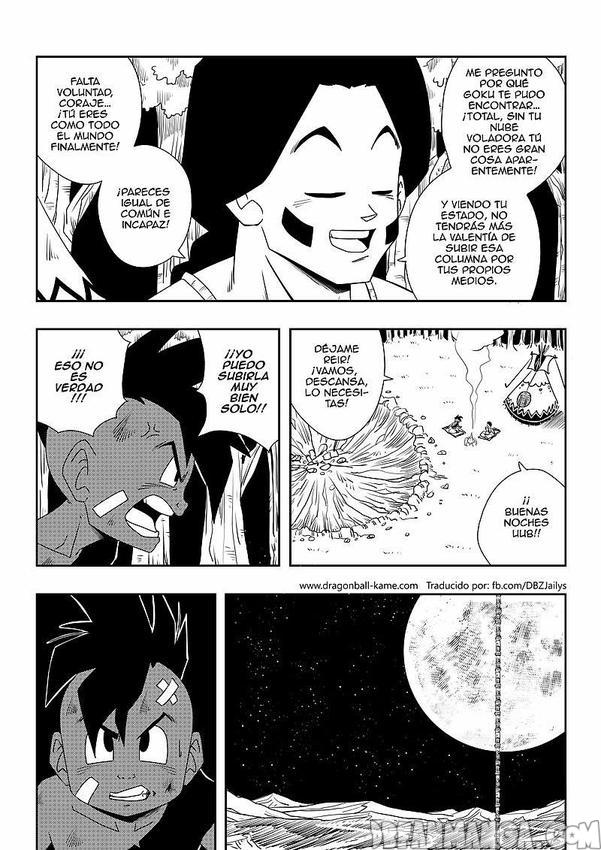 FALTA
VOLUNTAD,
CORAJE...
¡TÚ ERES
COMO TODO
EL MUNDO
FINALMENTE!
¡PARECES
IGUAL DE
COMÚN E
INCAPAZ!
ME PREGUNTO
POR QUÉ
GOKU TE PUDO
ENCONTRAR...
¡TOTAL, SIN TU
NUBE
VOLADORA TÚ
NO ERES GRAN
COSA APAR-
ENTEMENTE!
Y VIENDO TU
ESTADO, NO
TENDRÁS MÁS
LA VALENTÍA DE
SUBIR ESA
COLUMNA POR
TUS PROPIOS
MEDIOS.
¡¡¡
ESO NO
ES
VERDAD
!!!
¡¡YO
PUEDO
SUBIRLA
MUY
BIEN
SOLO!!
DÉJAME
REIR!
¡VAMOS,
DESCANSA,
LO NECESI-
TAS!
¡¡
BUENAS
NOCHES
UUB!!
www.dragonball-kame.com Traducido por: fb.com/DBZJailys
DREADMANGA.COM